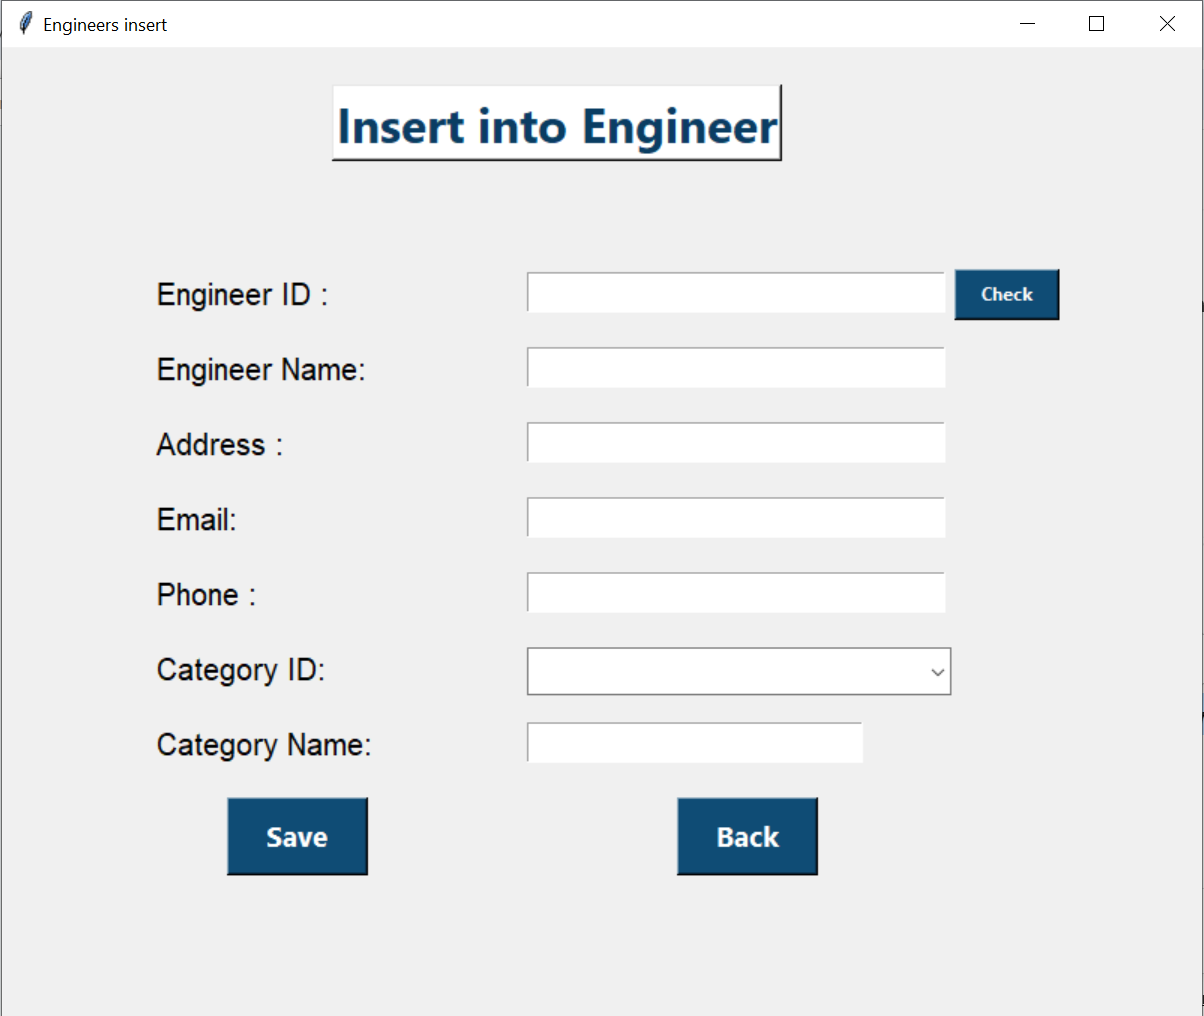 Engineers insert
Insert into Engineer
Engineer ID :
Check
Engineer Name:
Address :
Email:
Phone :
Category ID:
Category Name:
Save
Back